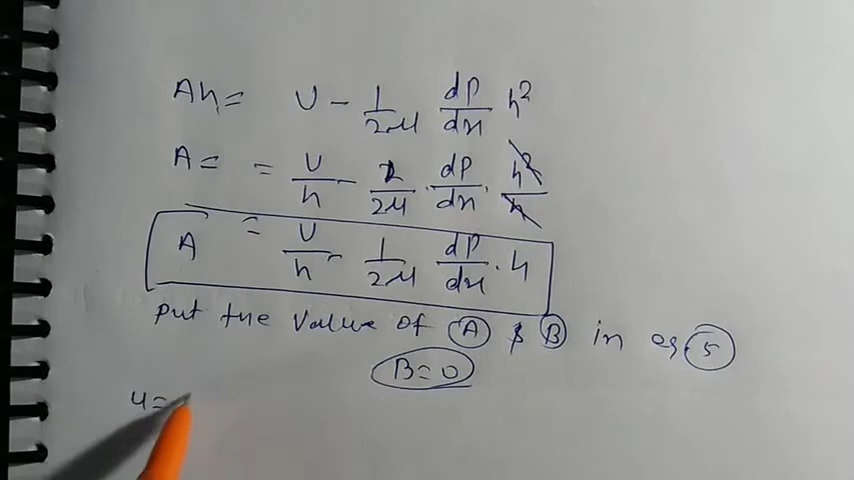 Ah = U - 1/2μ dP/dx h²
A = = U/h - 1/2μ · dP/dx · h²/h
A = U/h - 1/2μ dP/dx · h
Put the Value of A & B in eq 5
B = 0
u =